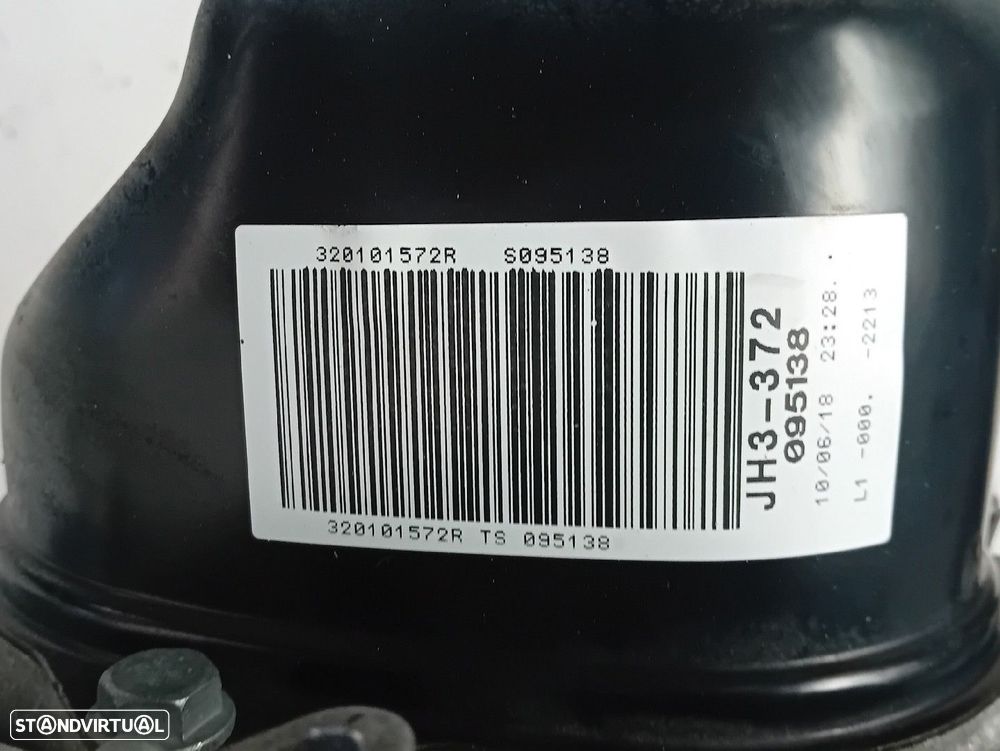 320101572R S095138
320101572R TS 095138
JH3-372
095138
10/06/18 23:28.
L1 -000. -2213
STANDVIRTUAL